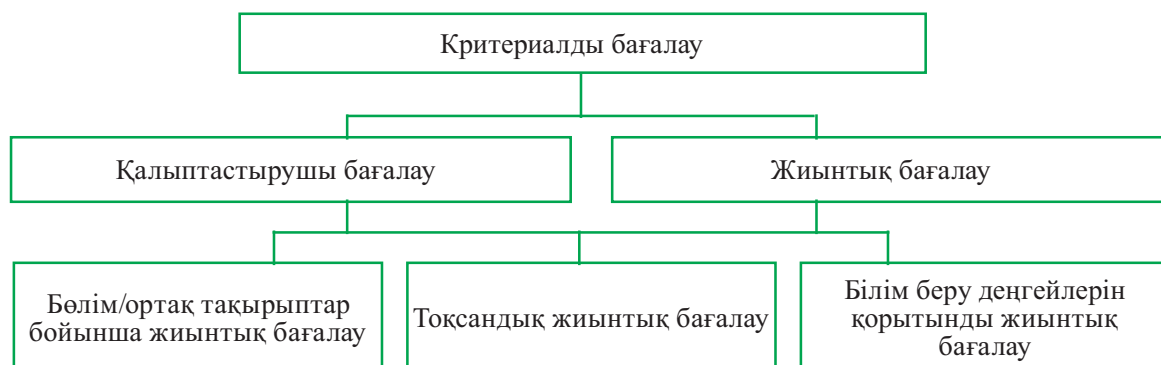 Критериалды бағалау
Қалыптастырушы бағалау
Жиынтық бағалау
Бөлім/ортақ тақырыптар
бойынша жиынтық бағалау
Тоқсандық жиынтық бағалау
Білім беру деңгейлерін
қорытынды жиынтық
бағалау